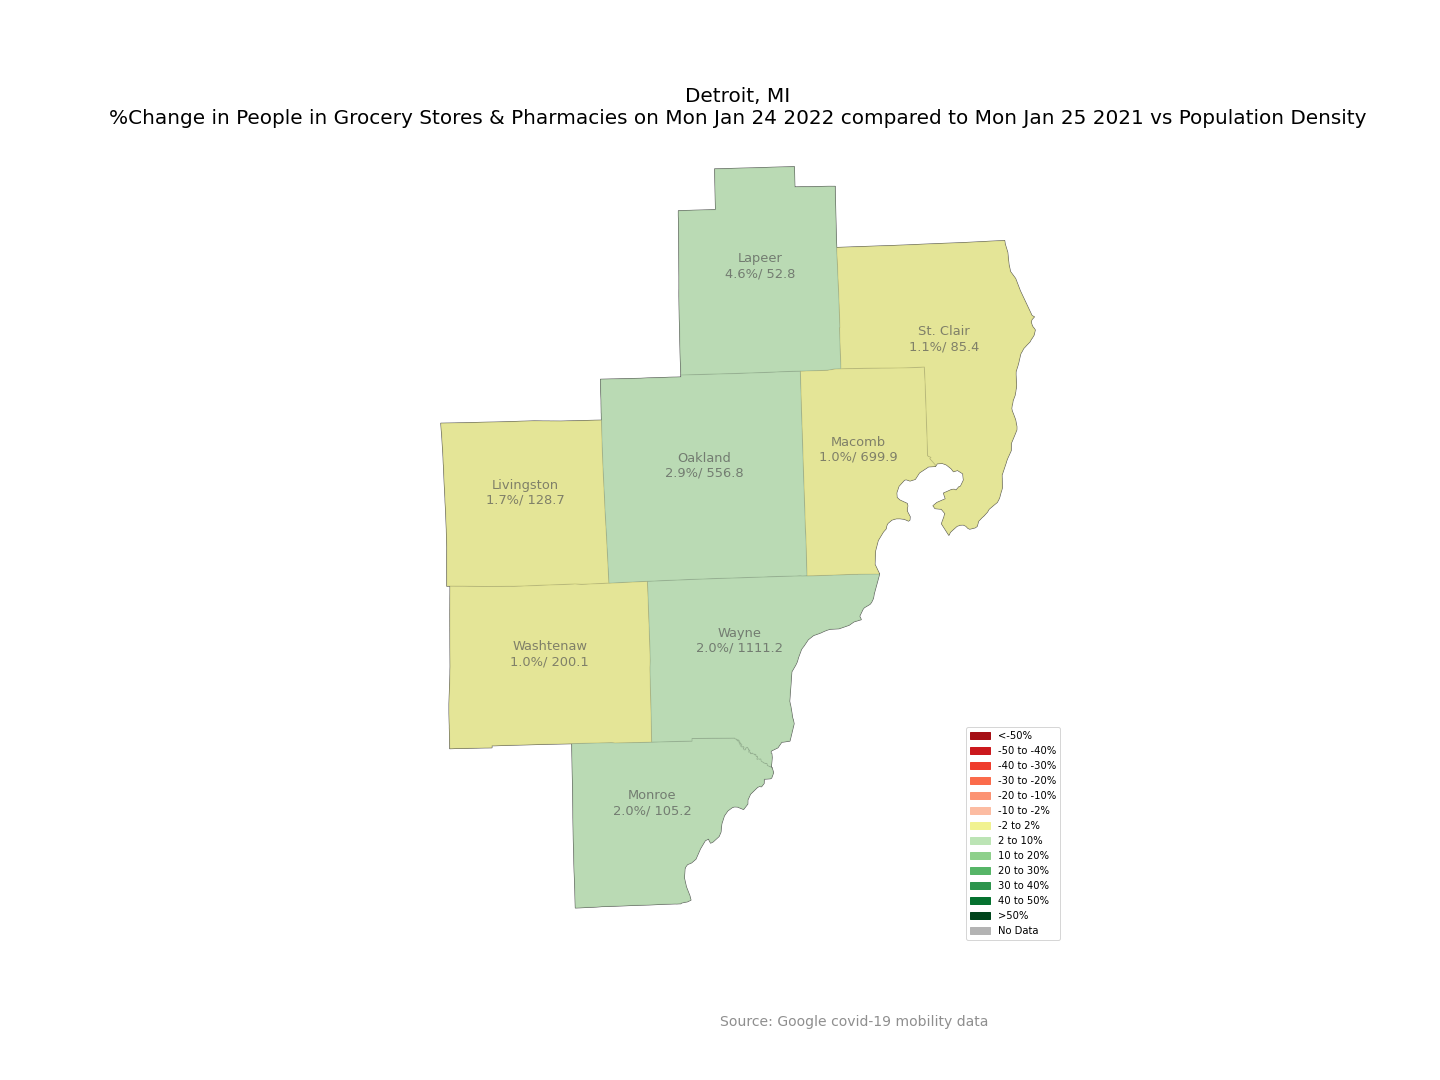 Detroit, MI
%Change in People in Grocery Stores & Pharmacies on Mon Jan 24 2022 compared to Mon Jan 25 2021 vs Population Density
Lapeer
4.6%/ 52.8
St. Clair
1.1%/ 85.4
Macomb
1.0%/ 699.9
Oakland
2.9%/ 556.8
Livingston
1.7%/ 128.7
Wayne
2.0%/ 1111.2
Washtenaw
1.0%/ 200.1
Monroe
2.0%/ 105.2
<-50%
-50 to -40%
-40 to -30%
-30 to -20%
-20 to -10%
-10 to -2%
-2 to 2%
2 to 10%
10 to 20%
20 to 30%
30 to 40%
40 to 50%
>50%
No Data
Source: Google covid-19 mobility data